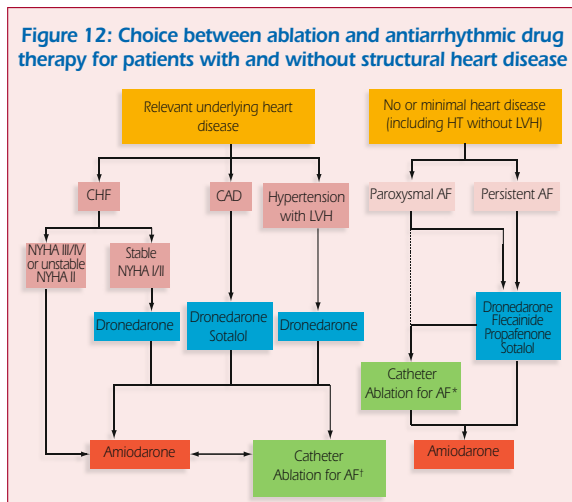 Figure 12: Choice between ablation and antiarrhythmic drug
therapy for patients with and without structural heart disease
Relevant underlying heart
disease
No or minimal heart disease
(including HT without LVH)
CHF
CAD
Hypertension
with LVH
Paroxysmal AF
Persistent AF
NYHA III/IV
or unstable
NYHA II
Stable
NYHA I/II
Dronedarone
Dronedarone
Sotalol
Dronedarone
Dronedarone
Flecainide
Propafenone
Sotalol
Catheter
Ablation for AF*
Amiodarone
Catheter
Ablation for AF†
Amiodarone